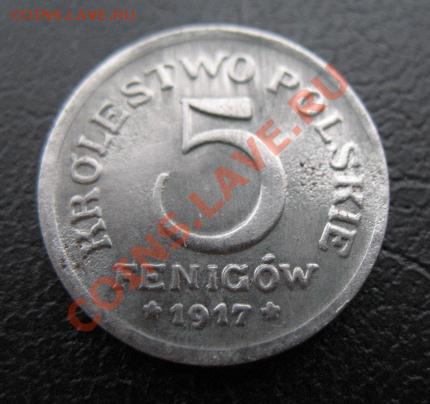 COINS.LAVE.RU
KRÓLESTWO POLSKIE
5
FENIGÓW
* 1917 *
COINS.LAVE.RU